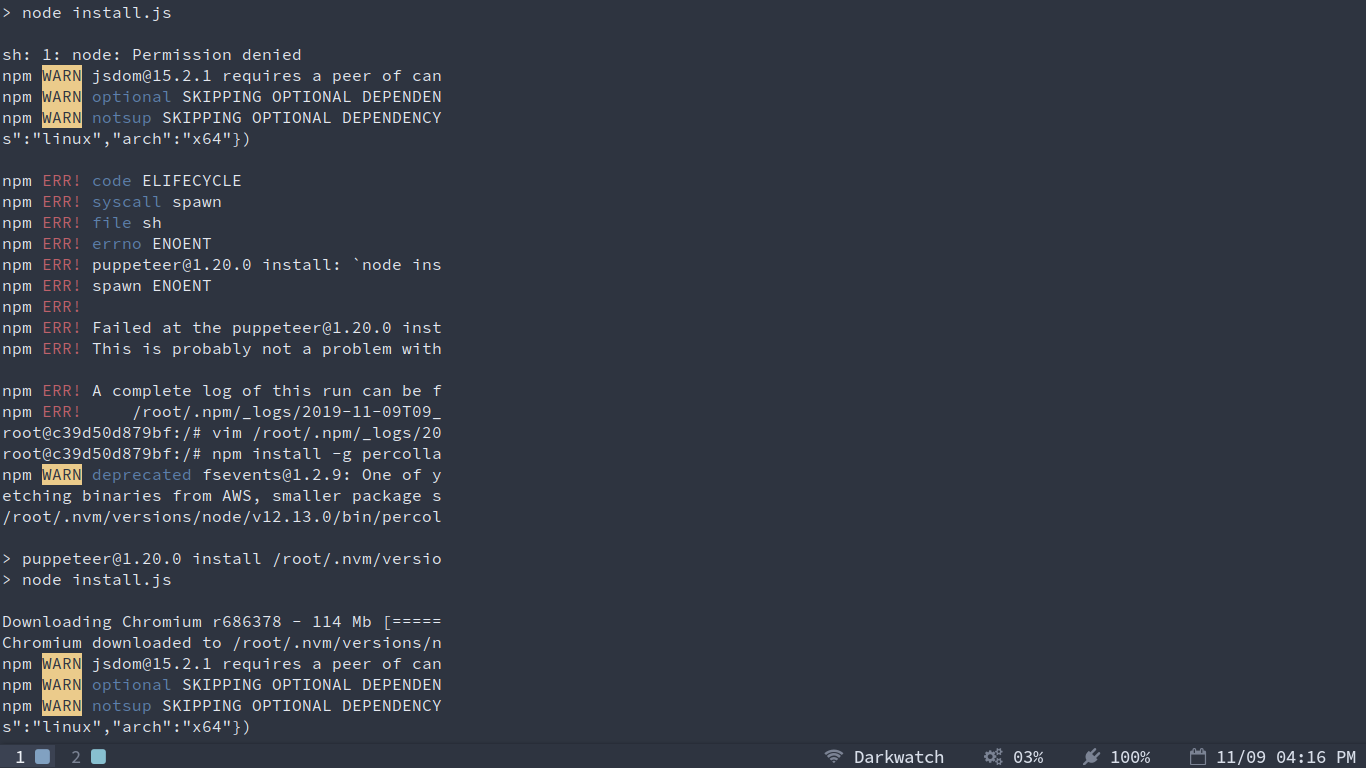 > node install.js
sh: 1: node: Permission denied
npm WARN jsdom@15.2.1 requires a peer of can
npm WARN optional SKIPPING OPTIONAL DEPENDEN
npm WARN notsup SKIPPING OPTIONAL DEPENDENCY
s":"linux","arch":"x64"})
npm ERR! code ELIFECYCLE
npm ERR! syscall spawn
npm ERR! file sh
npm ERR! errno ENOENT
npm ERR! puppeteer@1.20.0 install: `node ins
npm ERR! spawn ENOENT
npm ERR!
npm ERR! Failed at the puppeteer@1.20.0 inst
npm ERR! This is probably not a problem with
npm ERR! A complete log of this run can be f
npm ERR!     /root/.npm/_logs/2019-11-09T09_
root@c39d50d879bf:/# vim /root/.npm/_logs/20
root@c39d50d879bf:/# npm install -g percolla
npm WARN deprecated fsevents@1.2.9: One of y
etching binaries from AWS, smaller package s
/root/.nvm/versions/node/v12.13.0/bin/percol
> puppeteer@1.20.0 install /root/.nvm/versio
> node install.js
Downloading Chromium r686378 - 114 Mb [=====
Chromium downloaded to /root/.nvm/versions/n
npm WARN jsdom@15.2.1 requires a peer of can
npm WARN optional SKIPPING OPTIONAL DEPENDEN
npm WARN notsup SKIPPING OPTIONAL DEPENDENCY
s":"linux","arch":"x64"})
1 2 Darkwatch 03% 100% 11/09 04:16 PM